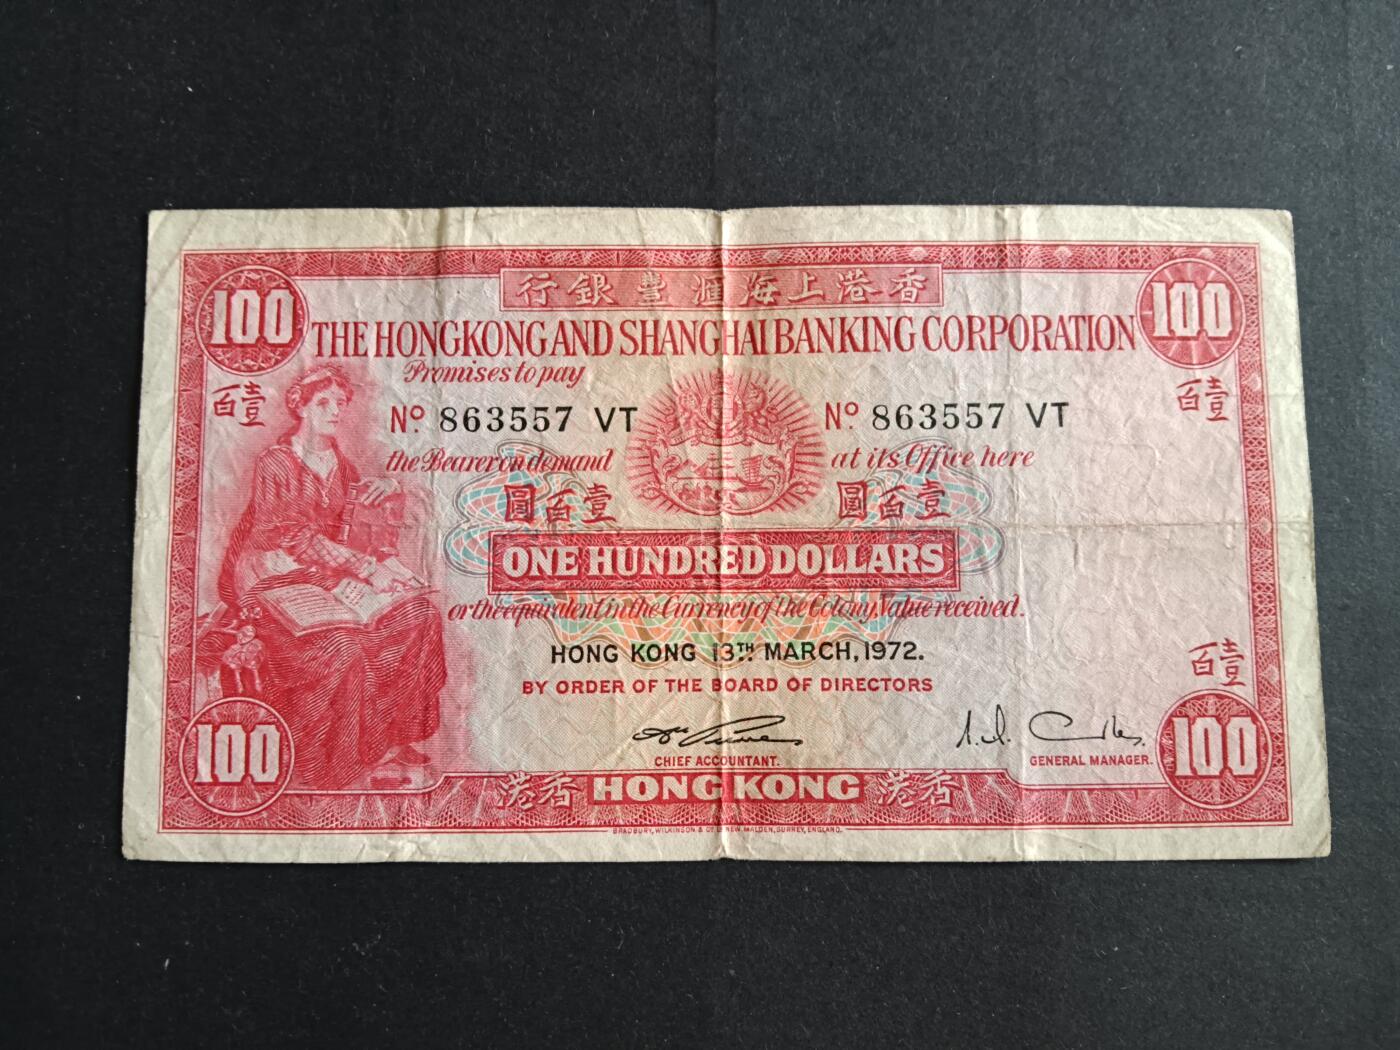 100
行銀豐滙海上港香
100
THE HONGKONG AND SHANGHAI BANKING CORPORATION
Promises to pay
百壹
百壹
Nº 863557 VT
Nº 863557 VT
the Bearer on demand
at its Office here
圓百壹
圓百壹
ONE HUNDRED DOLLARS
or the equivalent in the Currency of the Colony, Value received.
HONG KONG 13TH MARCH, 1972.
百壹
BY ORDER OF THE BOARD OF DIRECTORS
CHIEF ACCOUNTANT.
GENERAL MANAGER.
100
港香
HONG KONG
港香
100
BRADBURY, WILKINSON & Cº Lº NEW MALDEN, SURREY, ENGLAND.